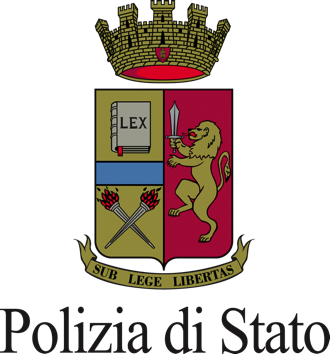 LEX
SUB LEGE LIBERTAS
Polizia di Stato